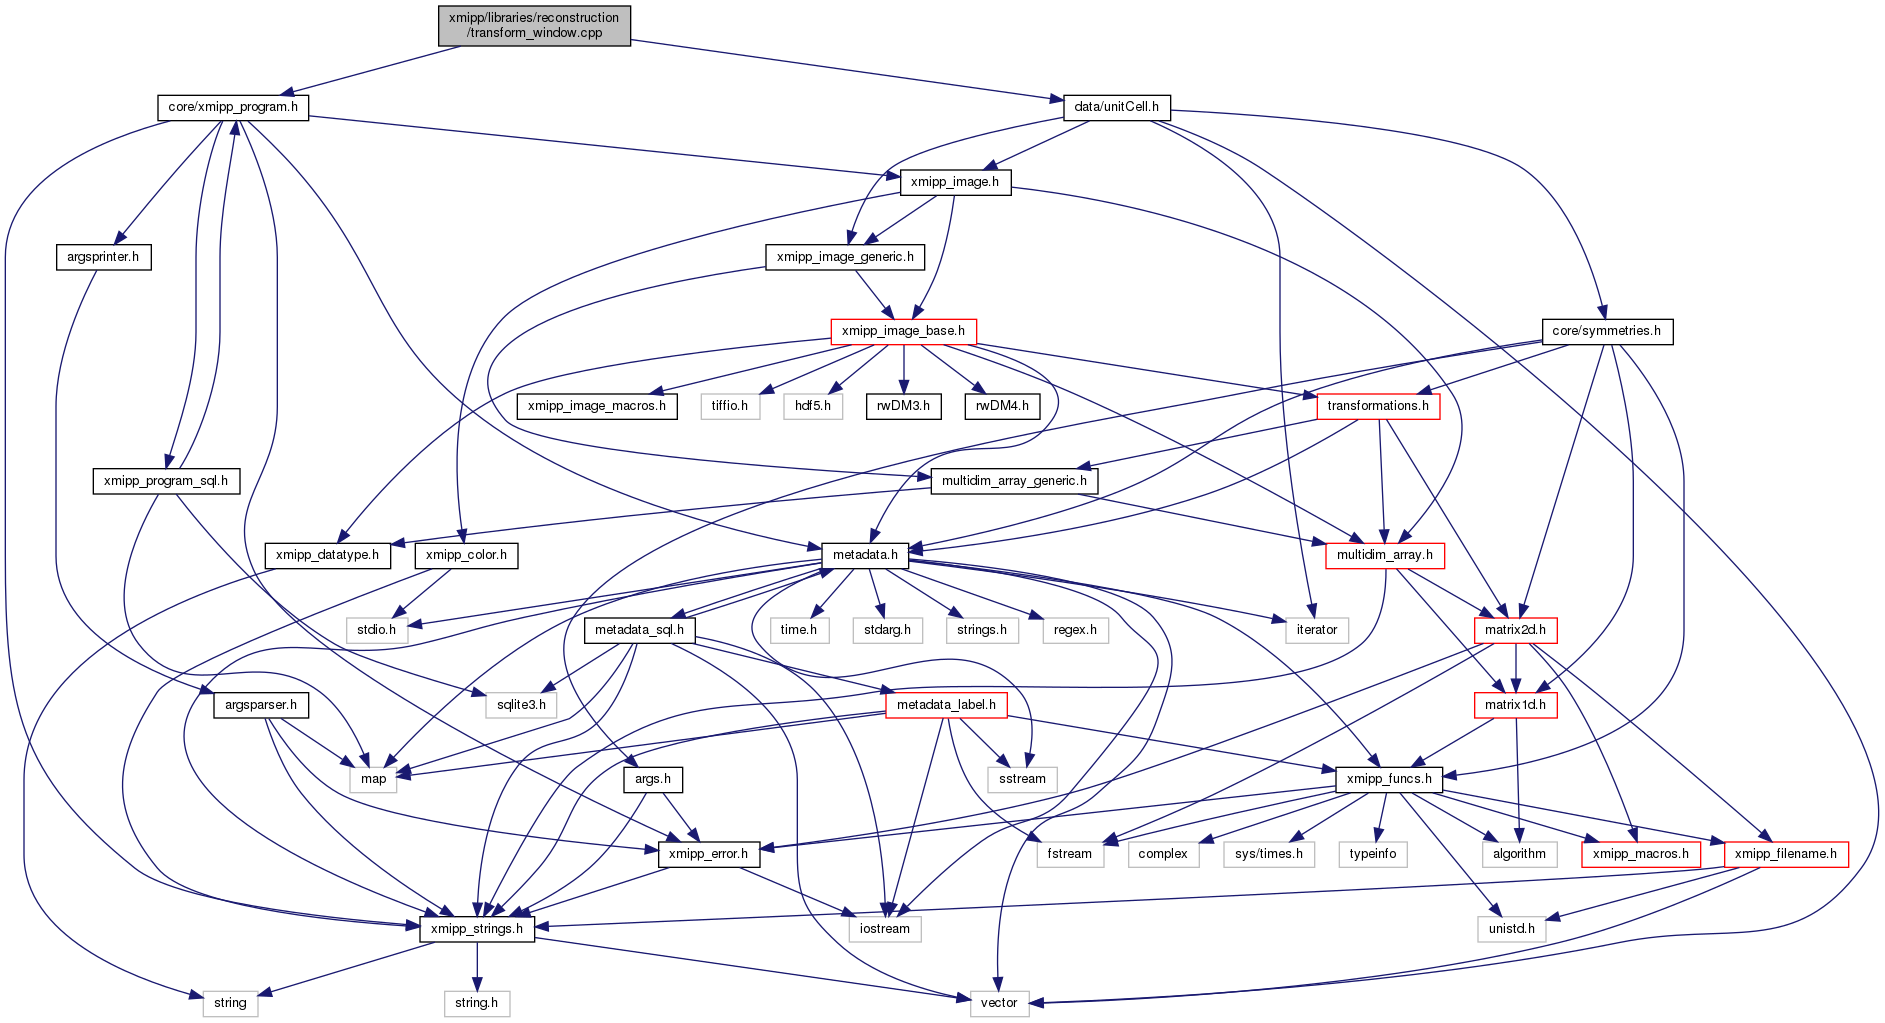 xmipp/libraries/reconstruction
/transform_window.cpp
core/xmipp_program.h
data/unitCell.h
xmipp_image.h
argsprinter.h
xmipp_image_generic.h
xmipp_image_base.h
core/symmetries.h
xmipp_image_macros.h
tiffio.h
hdf5.h
rwDM3.h
rwDM4.h
transformations.h
xmipp_program_sql.h
multidim_array_generic.h
xmipp_datatype.h
xmipp_color.h
metadata.h
multidim_array.h
stdio.h
metadata_sql.h
time.h
stdarg.h
strings.h
regex.h
iterator
matrix2d.h
argsparser.h
sqlite3.h
metadata_label.h
matrix1d.h
map
args.h
sstream
xmipp_funcs.h
xmipp_error.h
fstream
complex
sys/times.h
typeinfo
algorithm
xmipp_macros.h
xmipp_filename.h
xmipp_strings.h
iostream
unistd.h
string
string.h
vector